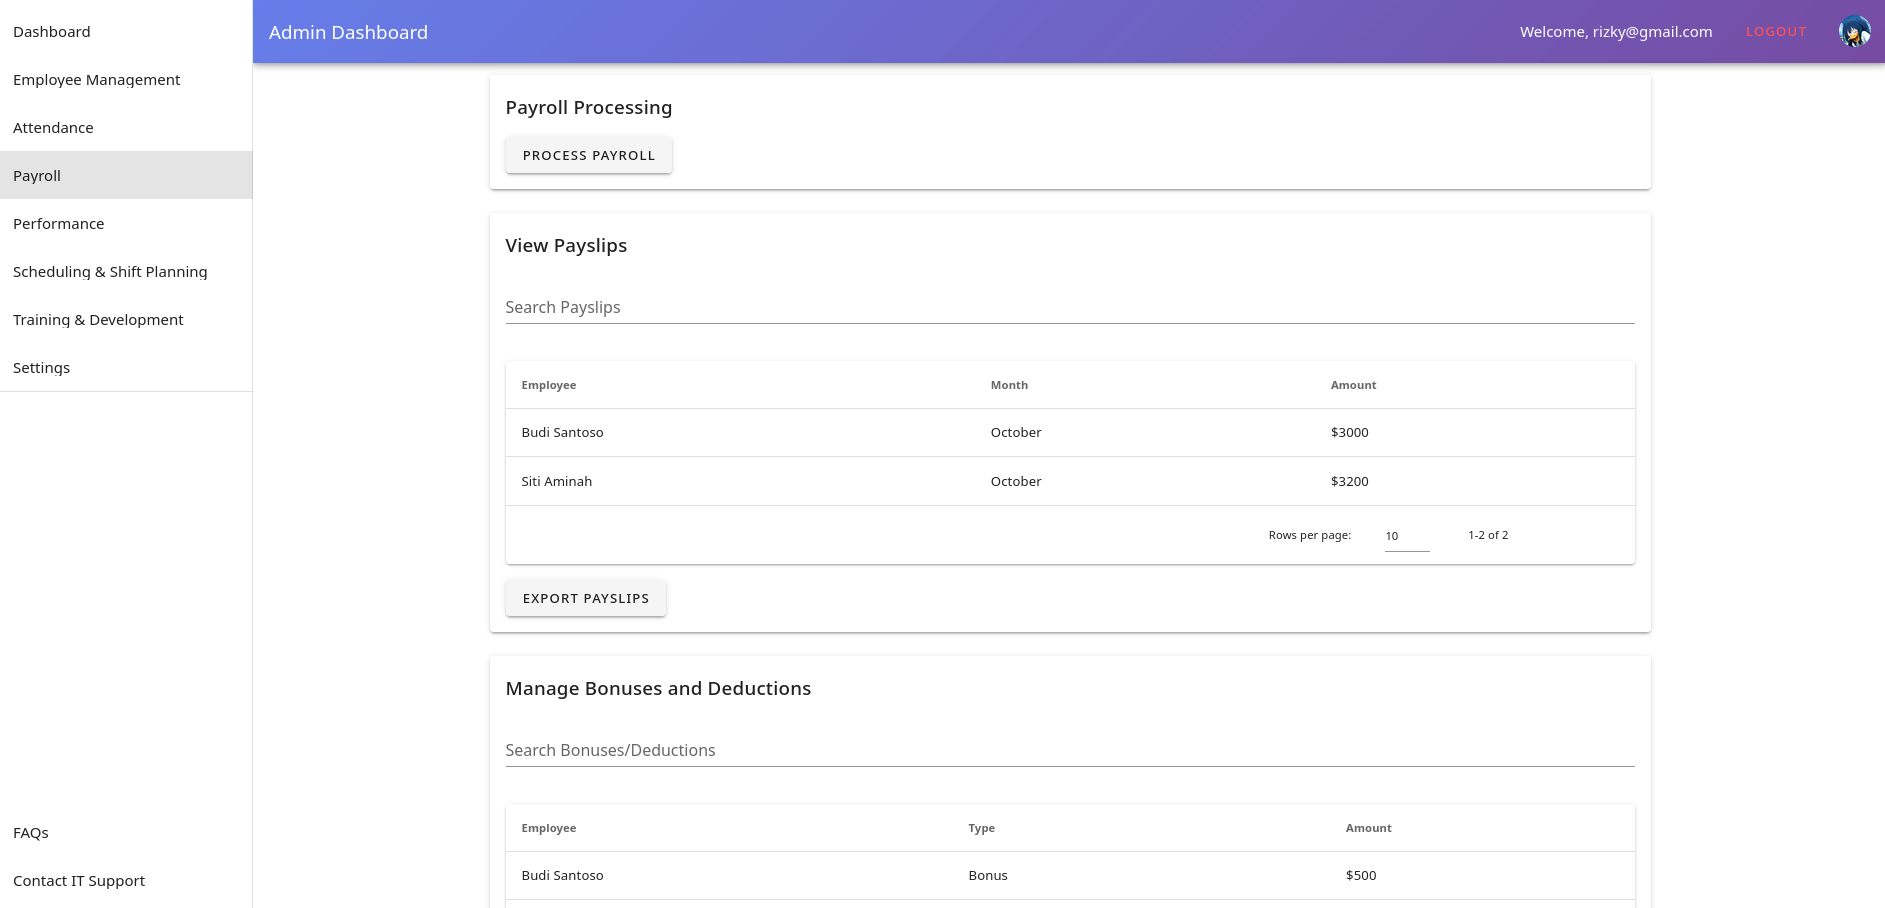 Dashboard
Employee Management
Attendance
Payroll
Performance
Scheduling & Shift Planning
Training & Development
Settings
FAQs
Contact IT Support
Admin Dashboard
Welcome, rizky@gmail.com LOGOUT
Payroll Processing
PROCESS PAYROLL
View Payslips
Search Payslips
Employee Month Amount
Budi Santoso October $3000
Siti Aminah October $3200
Rows per page: 10 1-2 of 2
EXPORT PAYSLIPS
Manage Bonuses and Deductions
Search Bonuses/Deductions
Employee Type Amount
Budi Santoso Bonus $500